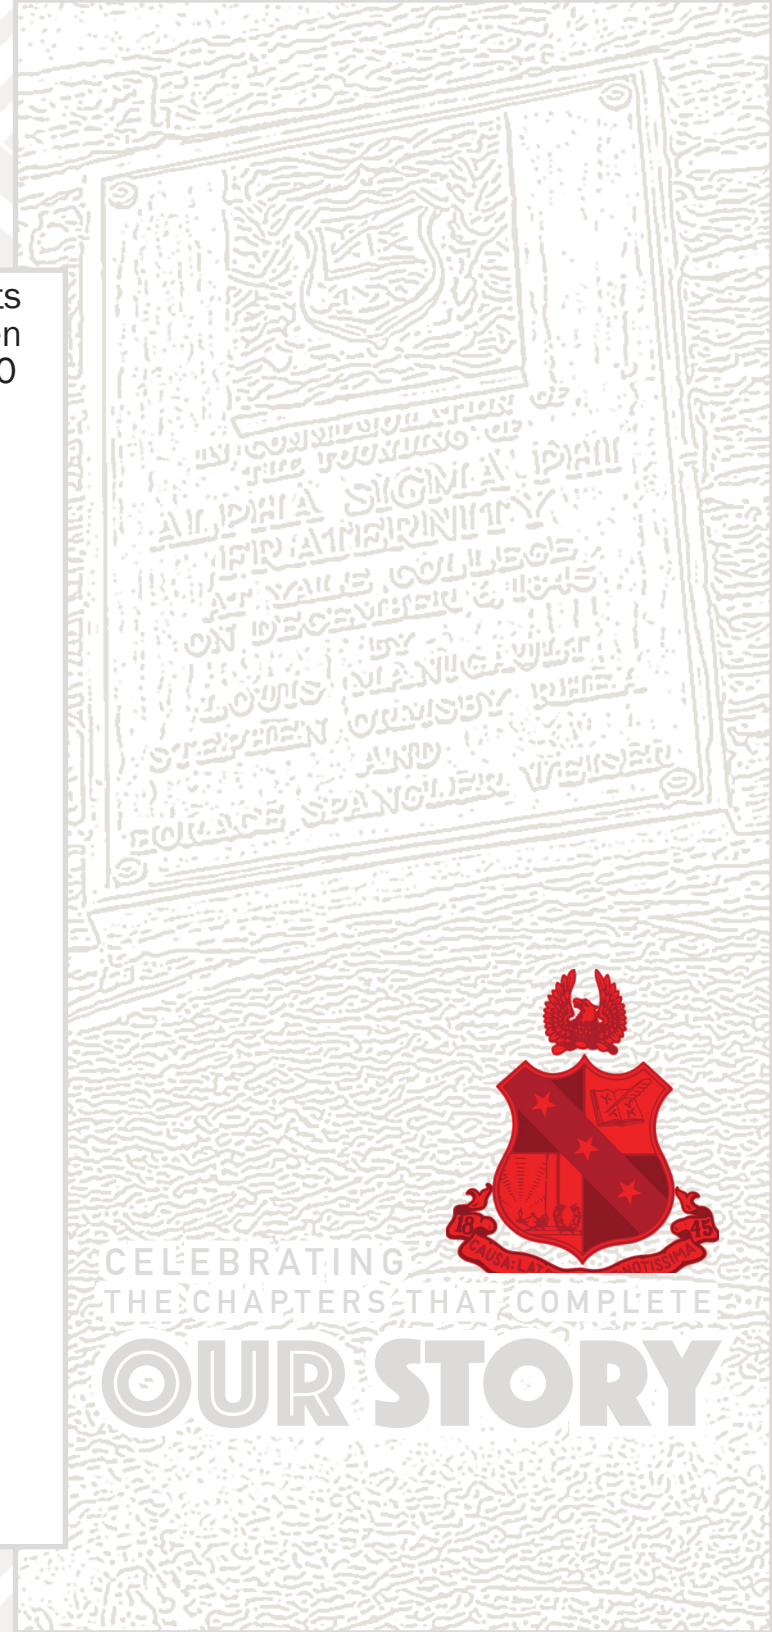 ts
en
0
IN COMMEMORATION OF
THE FOUNDING OF
ALPHA SIGMA PHI
FRATERNITY
AT YALE COLLEGE
ON DECEMBER 6, 1845
BY
LOUIS MANIGAULT
STEPHEN ORMSBY RHEA
AND
HORACE SPANGLER WEISER
18 45
CAUSA: LAT NOTISSIMA
CELEBRATING
THE CHAPTERS THAT COMPLETE
OUR STORY